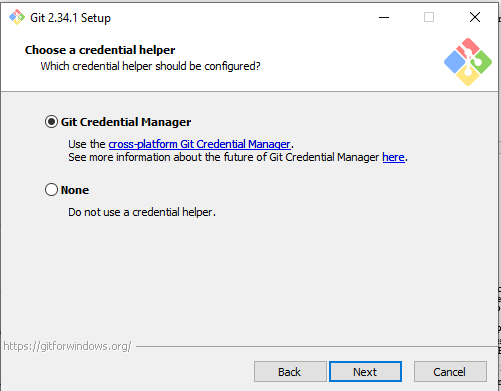 Git 2.34.1 Setup
Choose a credential helper
Which credential helper should be configured?
Git Credential Manager
Use the cross-platform Git Credential Manager.
See more information about the future of Git Credential Manager here.
None
Do not use a credential helper.
https://gitforwindows.org/
Back Next Cancel